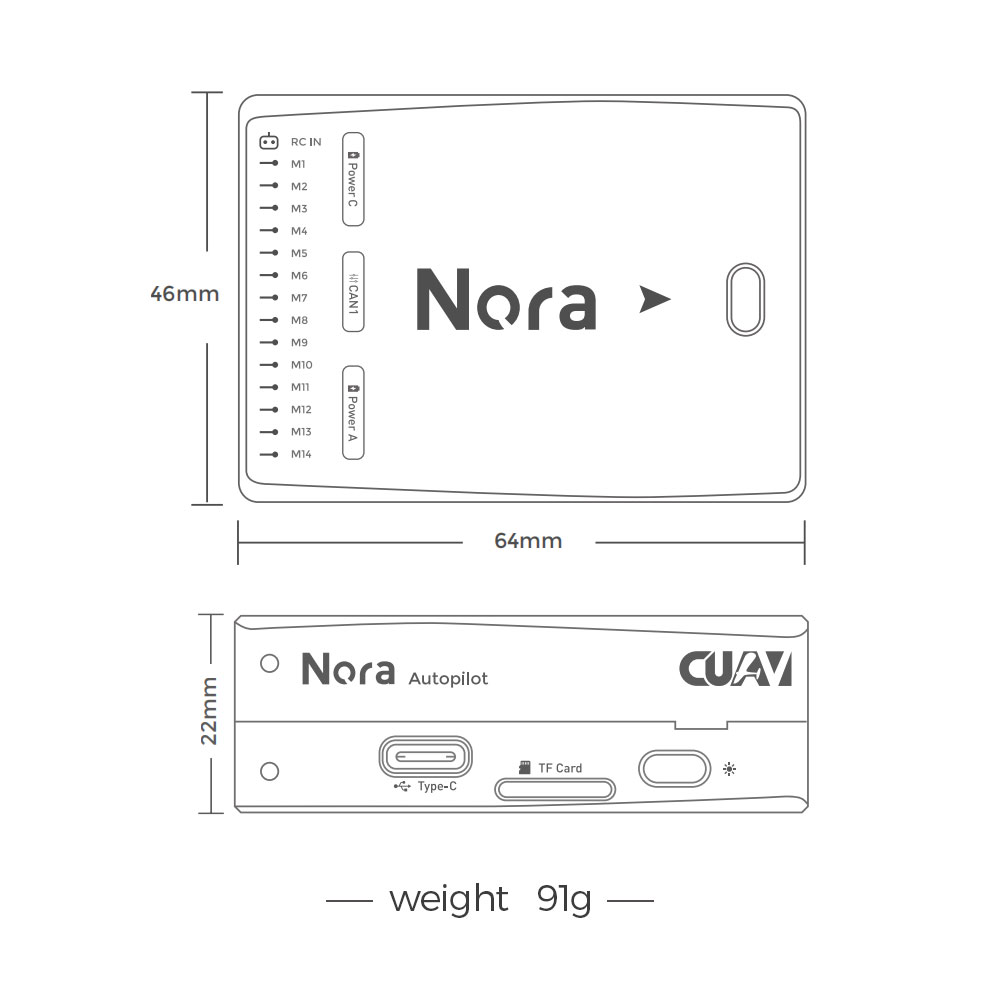 RC IN
M1
M2
M3
M4
M5
M6
M7
M8
M9
M10
M11
M12
M13
M14
Power C
CAN1
Power A
Nora
46mm
64mm
Nora Autopilot
CUAV
22mm
Type-C
TF Card
weight 91g